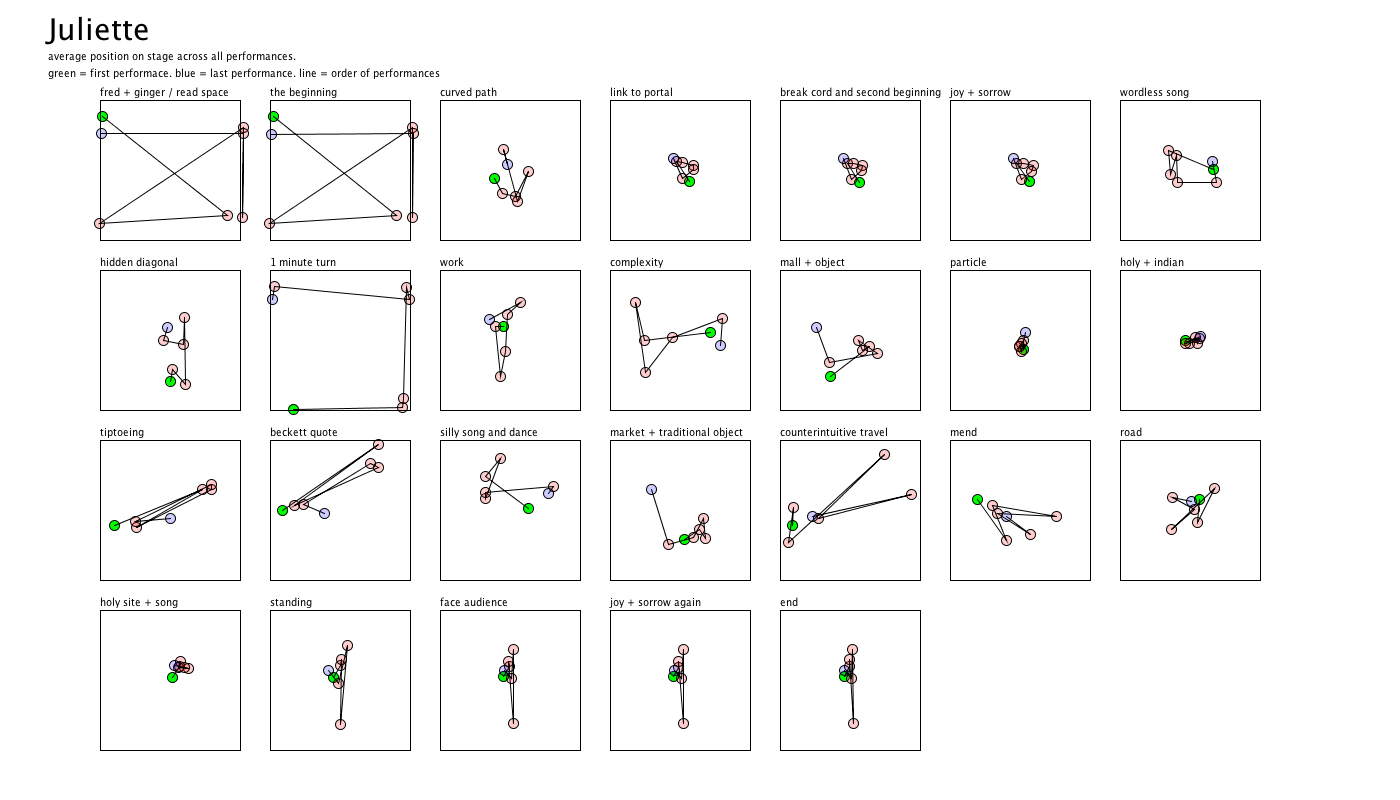 Juliette
average position on stage across all performances.
green = first performace. blue = last performance. line = order of performances
fred + ginger / read space
the beginning
curved path
link to portal
break cord and second beginning
joy + sorrow
wordless song
hidden diagonal
1 minute turn
work
complexity
mall + object
particle
holy + indian
tiptoeing
beckett quote
silly song and dance
market + traditional object
counterintuitive travel
mend
road
holy site + song
standing
face audience
joy + sorrow again
end